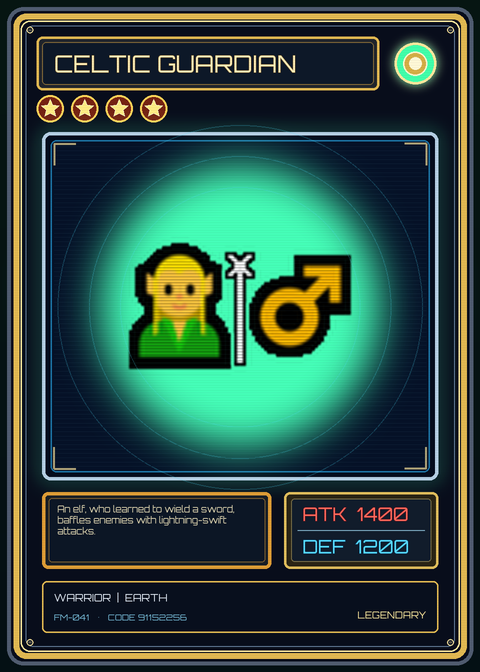 CELTIC GUARDIAN
An elf, who learned to wield a sword,
baffles enemies with lightning-swift
attacks.
ATK 1400
DEF 1200
WARRIOR | EARTH
FM-041 · CODE 91152256
LEGENDARY